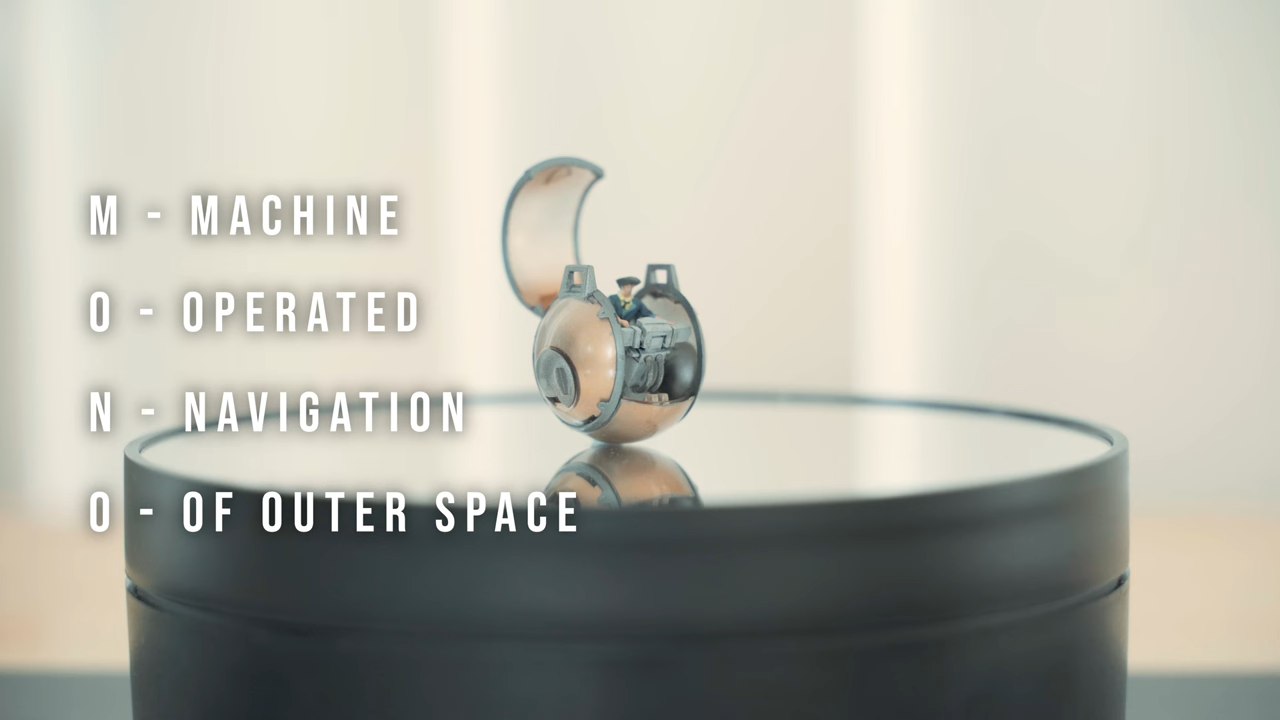 M - MACHINE
O - OPERATED
N - NAVIGATION
O - OF OUTER SPACE